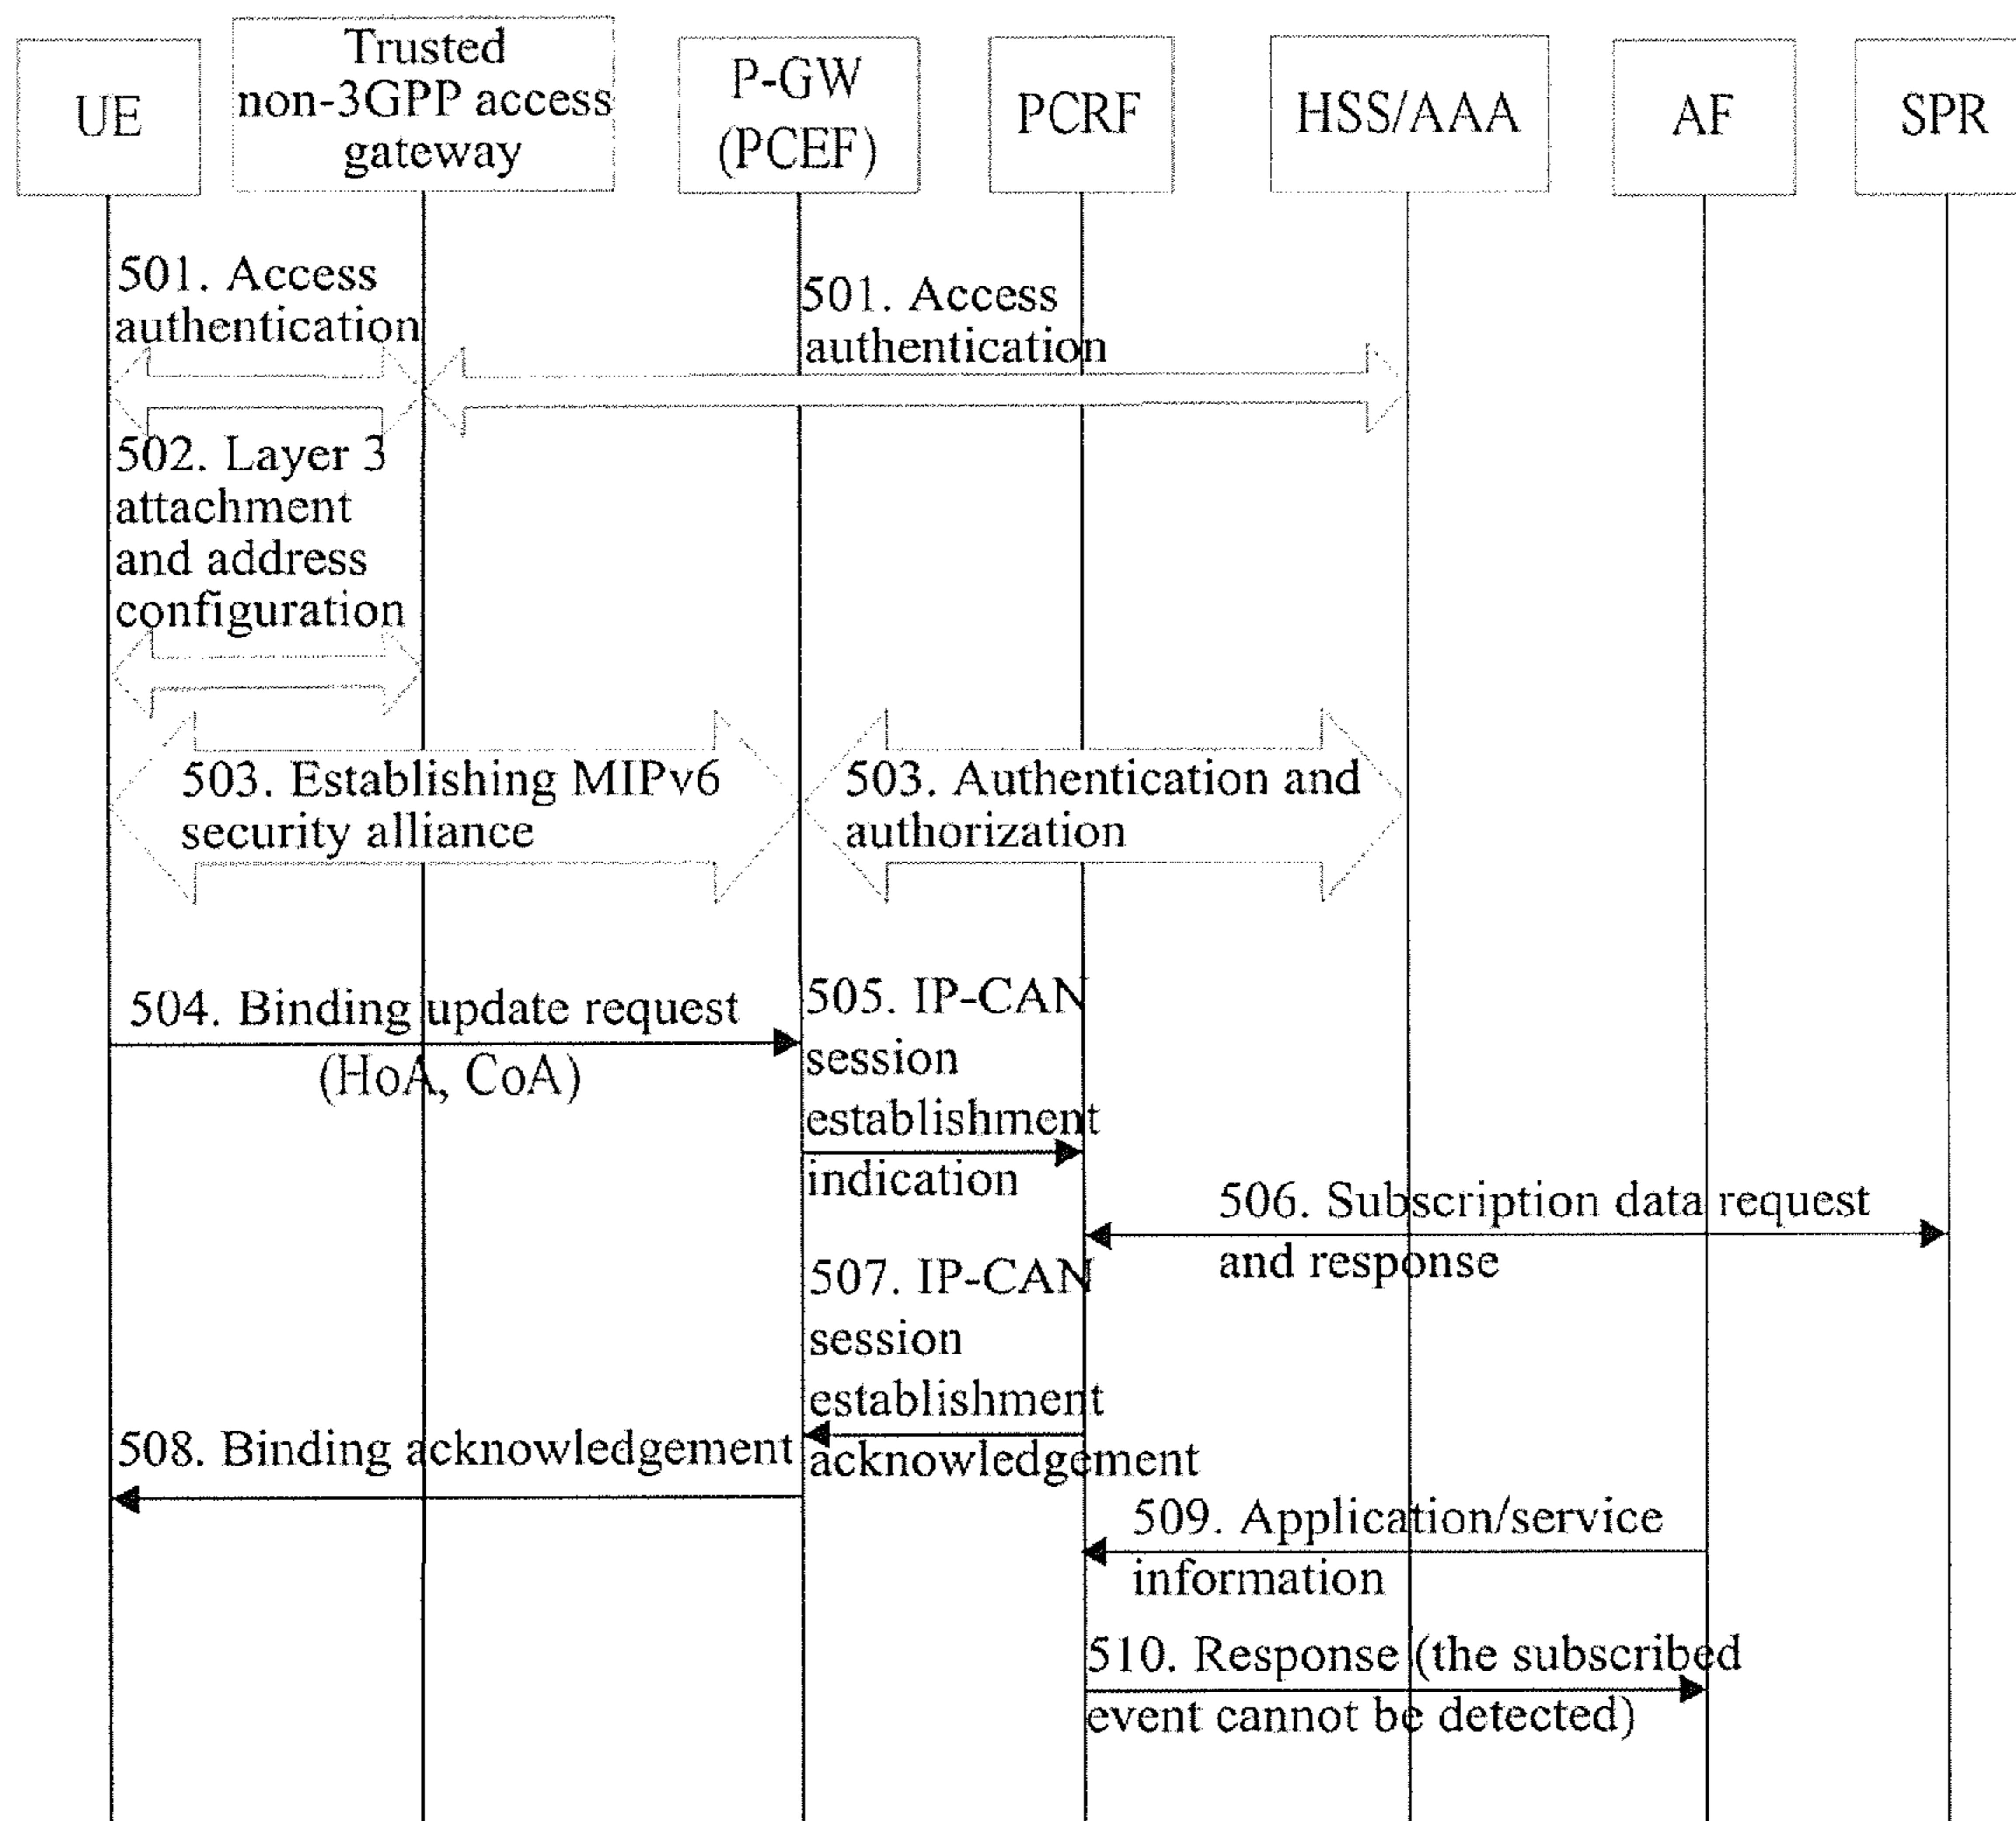 UE
Trusted
non-3GPP access
gateway
P-GW
(PCEF)
PCRF
HSS/AAA
AF
SPR
501. Access
authentication
501. Access
authentication
502. Layer 3
attachment
and address
configuration
503. Establishing MIPv6
security alliance
503. Authentication and
authorization
504. Binding update request
(HoA, CoA)
505. IP-CAN
session
establishment
indication
506. Subscription data request
and response
507. IP-CAN
session
establishment
acknowledgement
508. Binding acknowledgement
509. Application/service
information
510. Response (the subscribed
event cannot be detected)